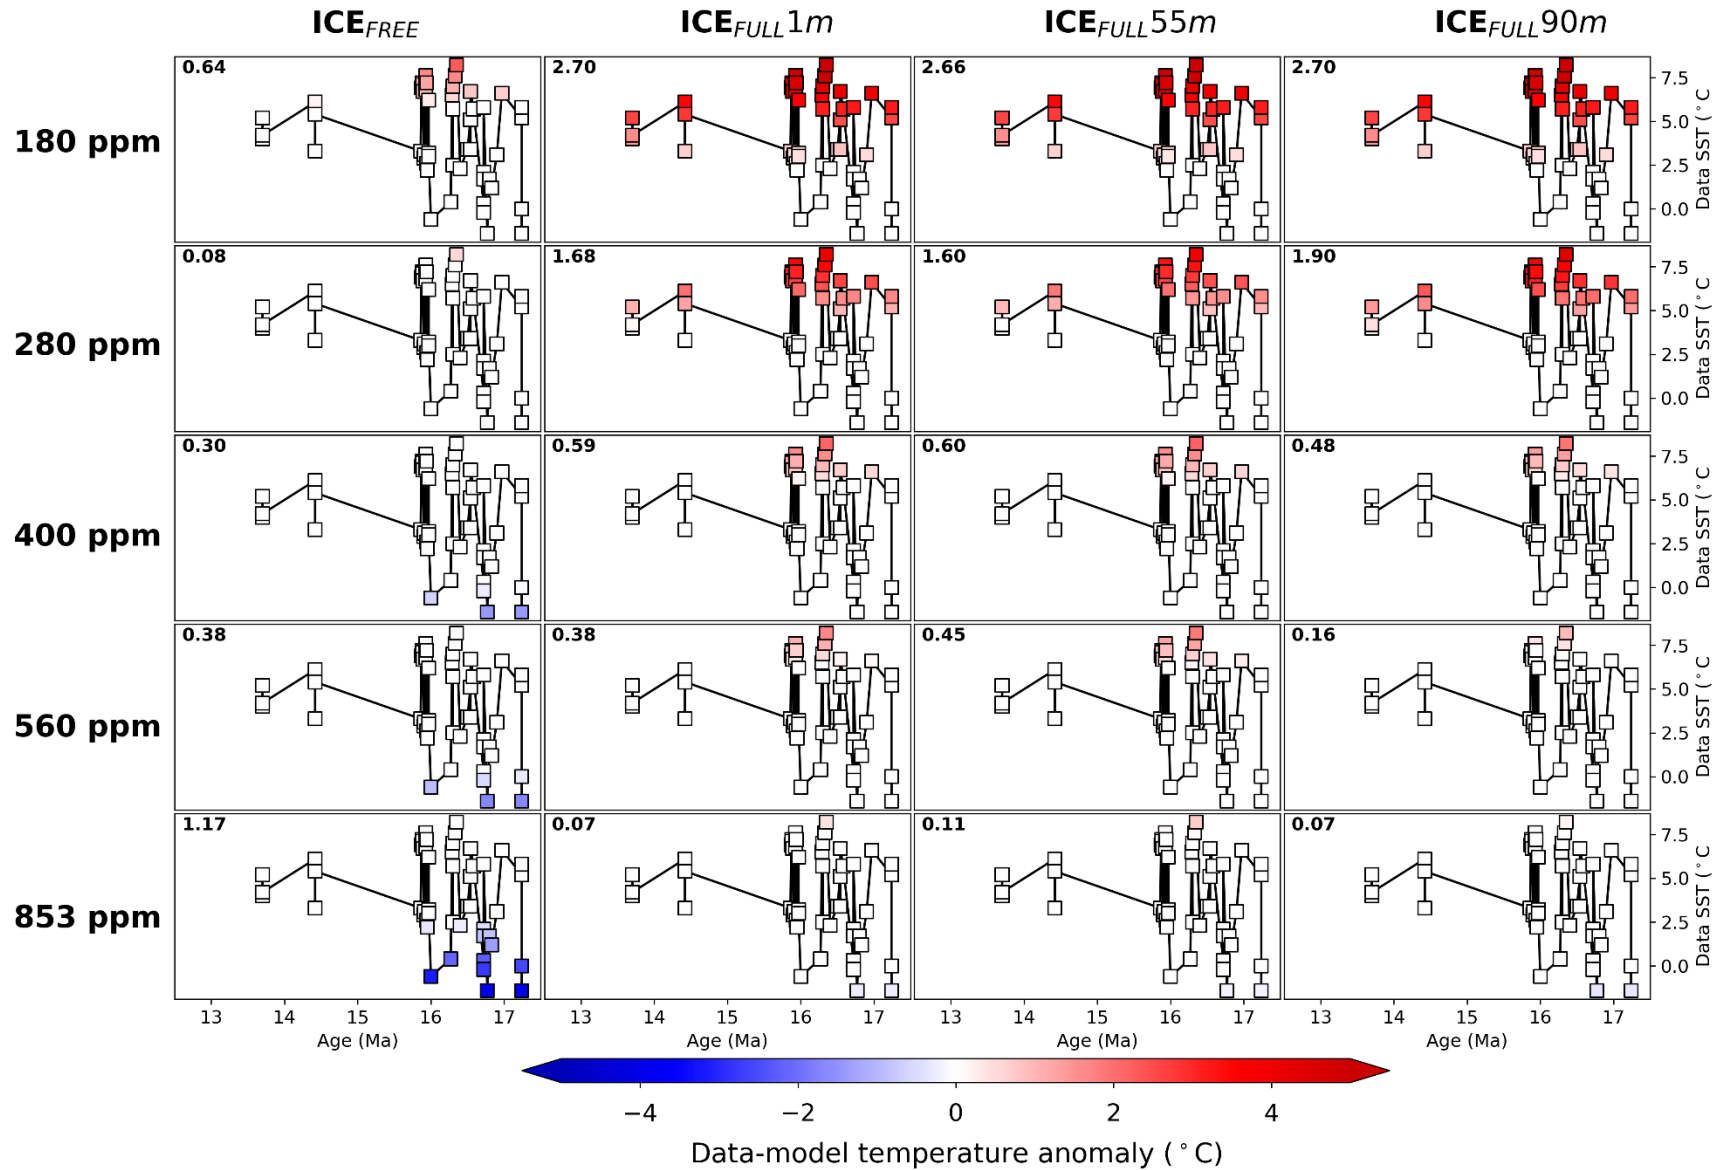 ICE_FREE ICE_FULL1m ICE_FULL55m ICE_FULL90m
180 ppm
0.64 2.70 2.66 2.70
7.5
5.0
2.5
0.0
Data SST (°C)
280 ppm
0.08 1.68 1.60 1.90
7.5
5.0
2.5
0.0
Data SST (°C)
400 ppm
0.30 0.59 0.60 0.48
7.5
5.0
2.5
0.0
Data SST (°C)
560 ppm
0.38 0.38 0.45 0.16
7.5
5.0
2.5
0.0
Data SST (°C)
853 ppm
1.17 0.07 0.11 0.07
7.5
5.0
2.5
0.0
Data SST (°C)
13 14 15 16 17 13 14 15 16 17 13 14 15 16 17 13 14 15 16 17
Age (Ma) Age (Ma) Age (Ma) Age (Ma)
−4 −2 0 2 4
Data-model temperature anomaly (°C)